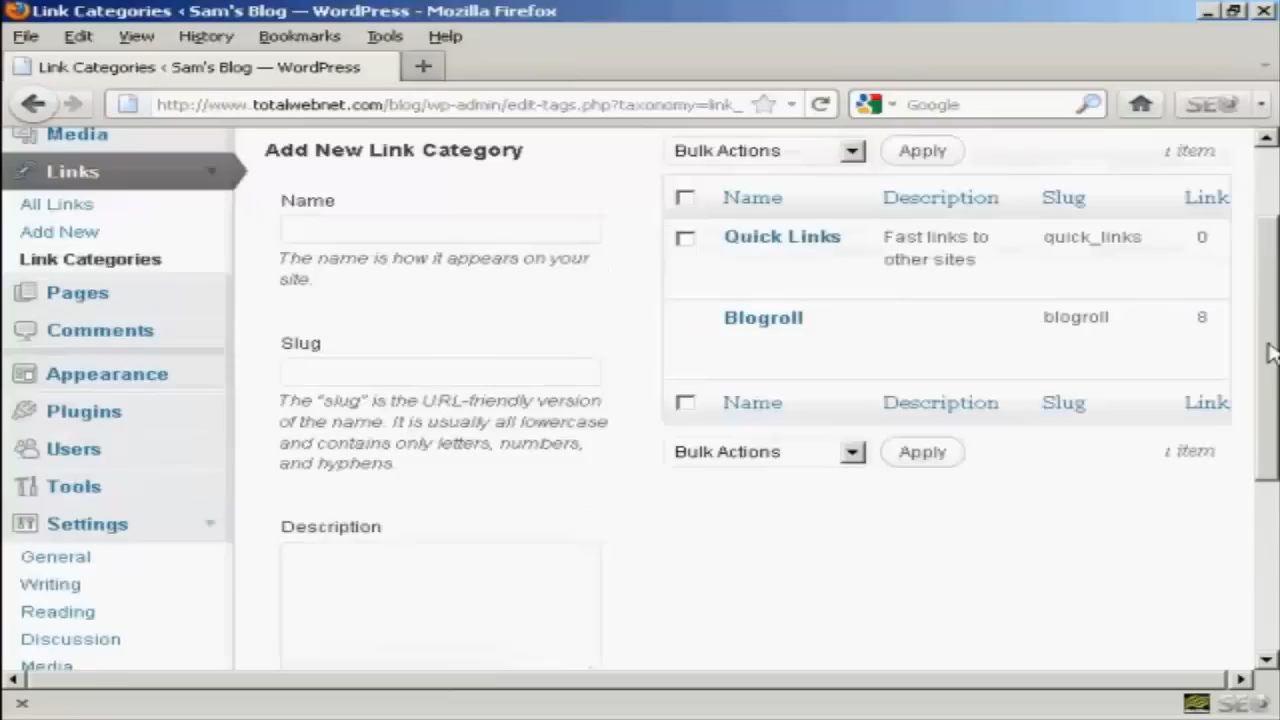 Link Categories ‹ Sam's Blog — WordPress - Mozilla Firefox
File Edit View History Bookmarks Tools Help
Link Categories ‹ Sam's Blog — WordPress
http://www.totalwebnet.com/blog/wp-admin/edit-tags.php?taxonomy=link_
Google
Media
Links
All Links
Add New
Link Categories
Pages
Comments
Appearance
Plugins
Users
Tools
Settings
General
Writing
Reading
Discussion
Media
Add New Link Category
Name
The name is how it appears on your
site.
Slug
The "slug" is the URL-friendly version
of the name. It is usually all lowercase
and contains only letters, numbers,
and hyphens.
Description
Bulk Actions Apply 1 item
Name Description Slug Link
Quick Links Fast links to quick_links 0
other sites
Blogroll blogroll 8
Name Description Slug Link
Bulk Actions Apply 1 item